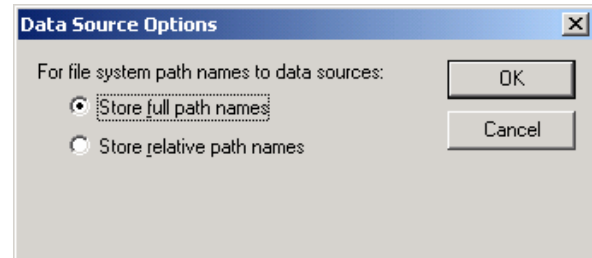 Data Source Options
For file system path names to data sources:
Store full path names
Store relative path names
OK
Cancel